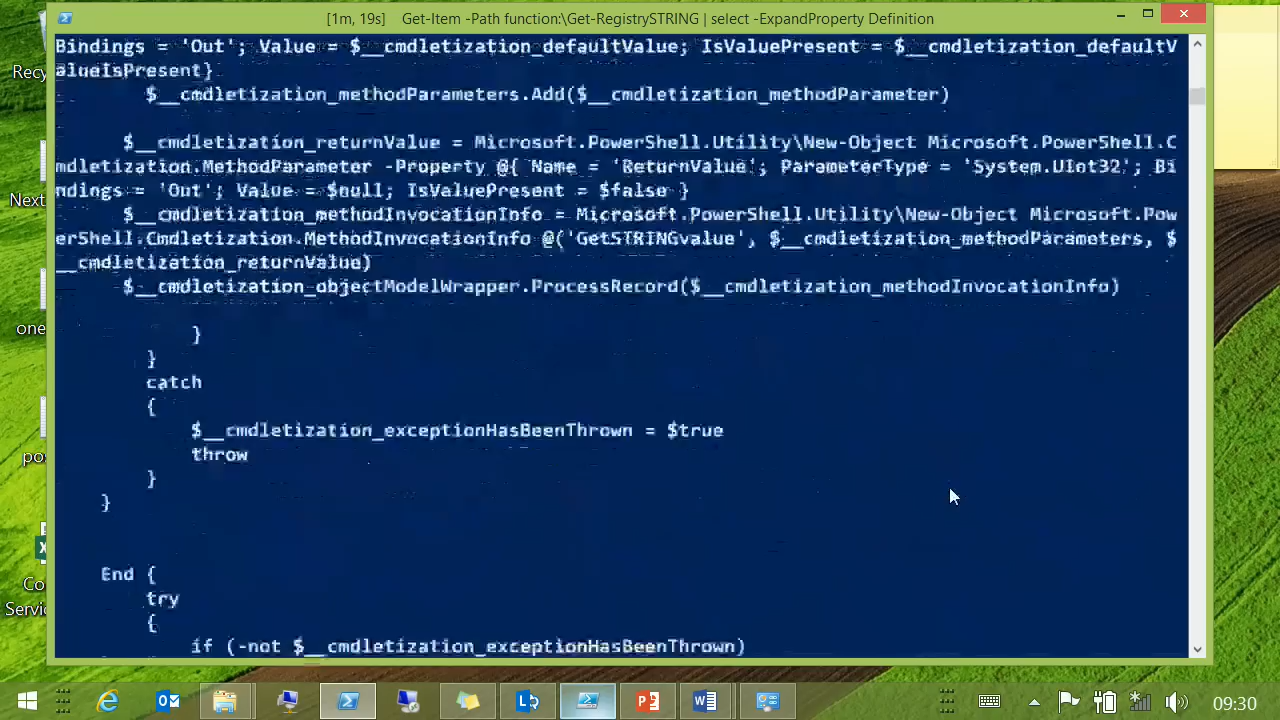 [1m, 19s]    Get-Item -Path function:\Get-RegistrySTRING | select -ExpandProperty Definition
Bindings = 'Out'; Value = $__cmdletization_defaultValue; IsValuePresent = $__cmdletization_defaultV
alueIsPresent}
$__cmdletization_methodParameters.Add($__cmdletization_methodParameter)
$__cmdletization_returnValue = Microsoft.PowerShell.Utility\New-Object Microsoft.PowerShell.C
mdletization.MethodParameter -Property @{ Name = 'ReturnValue'; ParameterType = 'System.UInt32'; Bi
ndings = 'Out'; Value = $null; IsValuePresent = $false }
$__cmdletization_methodInvocationInfo = Microsoft.PowerShell.Utility\New-Object Microsoft.Pow
erShell.Cmdletization.MethodInvocationInfo @('GetSTRINGvalue', $__cmdletization_methodParameters, $
__cmdletization_returnValue)
$__cmdletization_objectModelWrapper.ProcessRecord($__cmdletization_methodInvocationInfo)
}
}
catch
{
$__cmdletization_exceptionHasBeenThrown = $true
throw
}
}
End {
try
{
if (-not $__cmdletization_exceptionHasBeenThrown)
Recy
Next
one
pos
Co
Servic
09:30